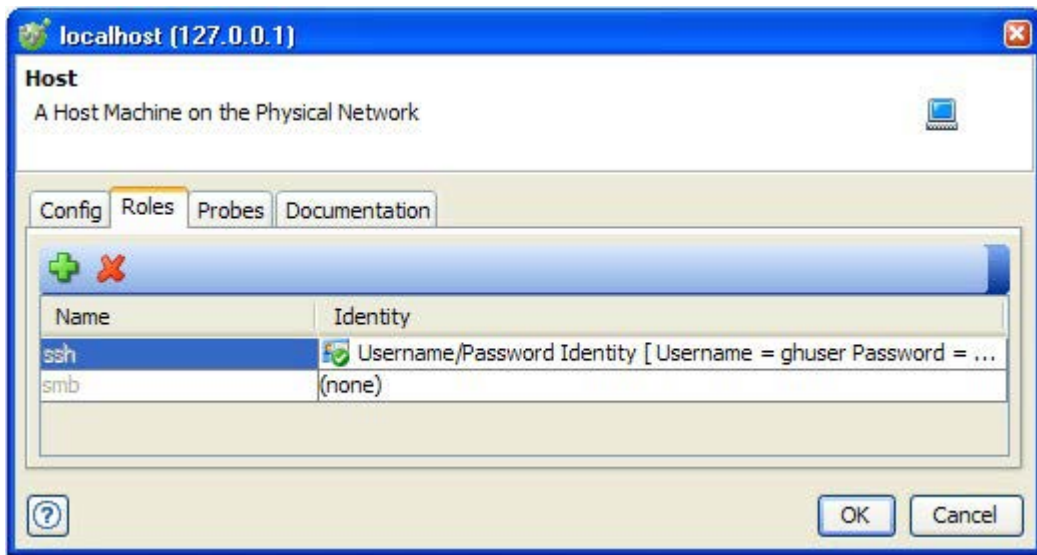 localhost (127.0.0.1)
Host
A Host Machine on the Physical Network
Config Roles Probes Documentation
Name Identity
ssh Username/Password Identity [ Username = ghuser Password = ...
smb (none)
? OK Cancel